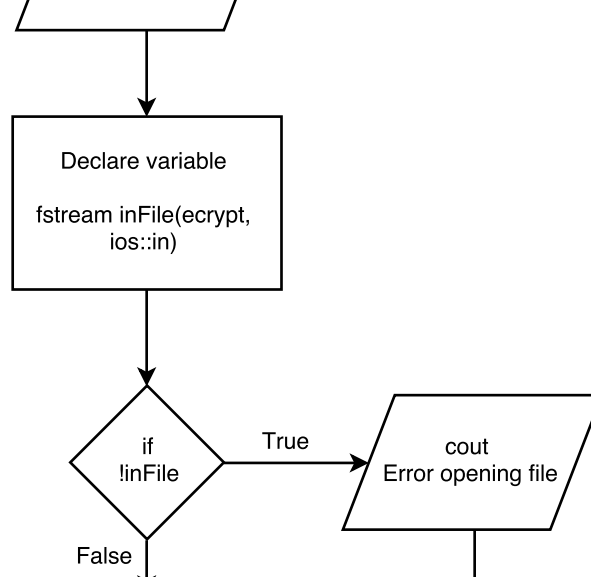 Declare variable
fstream inFile(ecrypt,
ios::in)
if
!inFile
True
cout
Error opening file
False